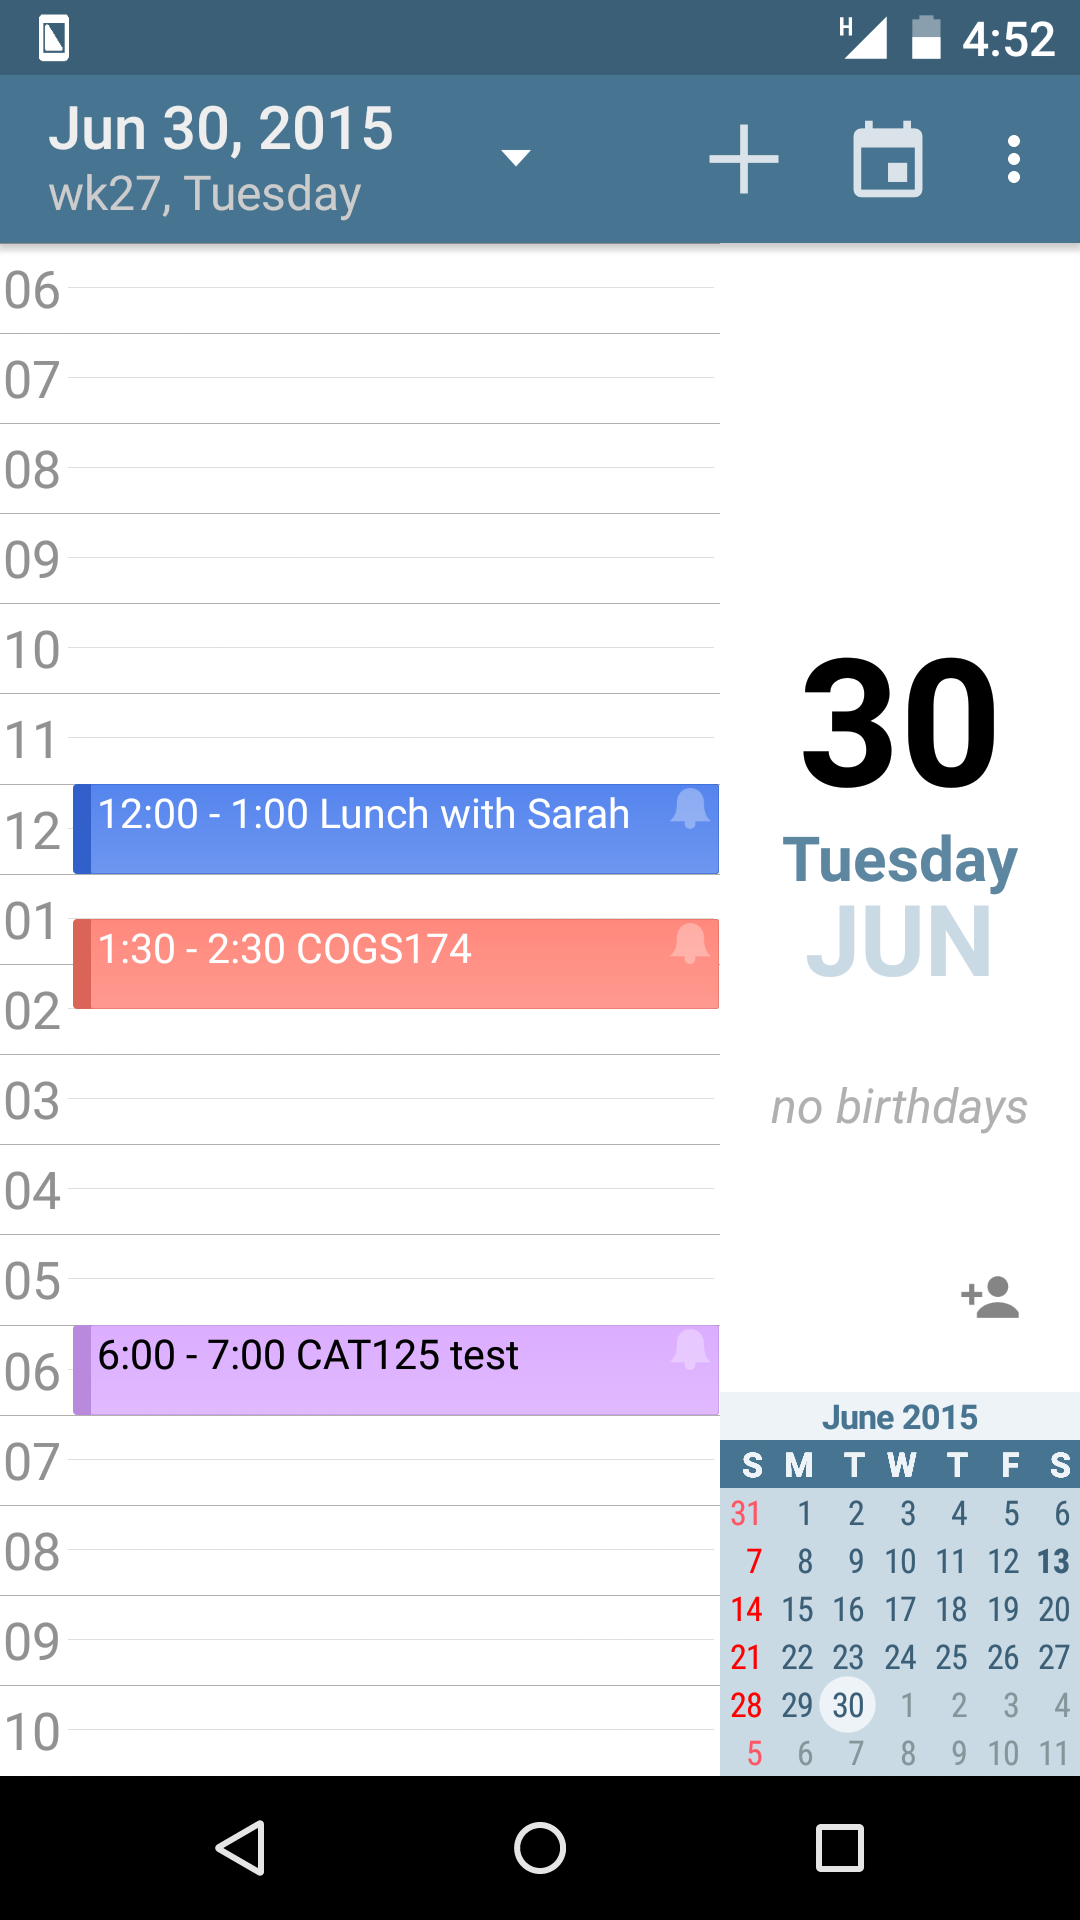 H 4:52
Jun 30, 2015
wk27, Tuesday
06
07
08
09
10
11
12
12:00 - 1:00 Lunch with Sarah
01
1:30 - 2:30 COGS174
02
03
04
05
06
6:00 - 7:00 CAT125 test
07
08
09
10
30
Tuesday
JUN
no birthdays
June 2015
S M T W T F S
31 1 2 3 4 5 6
7 8 9 10 11 12 13
14 15 16 17 18 19 20
21 22 23 24 25 26 27
28 29 30 1 2 3 4
5 6 7 8 9 10 11